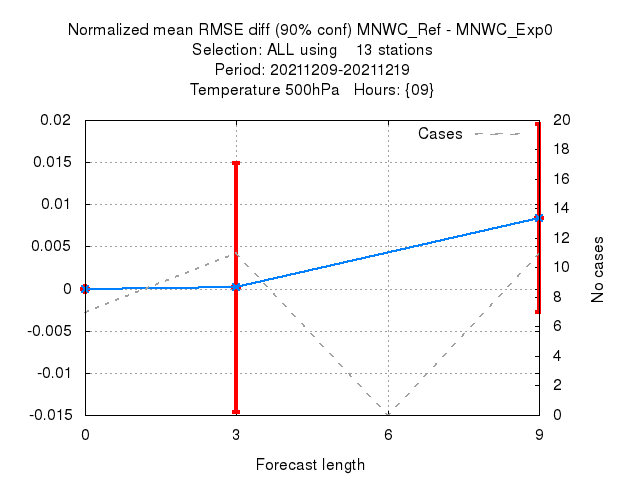 Normalized mean RMSE diff (90% conf) MNWC_Ref - MNWC_Exp0
Selection: ALL using 13 stations
Period: 20211209-20211219
Temperature 500hPa Hours: {09}
Cases
0.02
0.015
0.01
0.005
0
-0.005
-0.01
-0.015
20
18
16
14
12
10
8
6
4
2
0
No cases
0 3 6 9
Forecast length